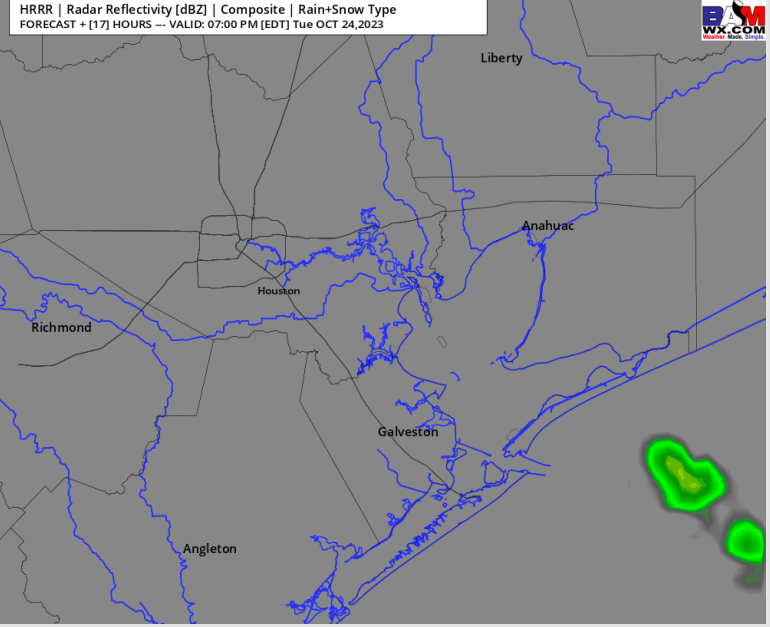 HRRR | Radar Reflectivity [dBZ] | Composite | Rain+Snow Type
FORECAST + [17] HOURS --- VALID: 07:00 PM [EDT] Tue OCT 24,2023
BAM
WX.COM
Weather. Made. Simple.
Liberty
Anahuac
Houston
Richmond
Galveston
Angleton